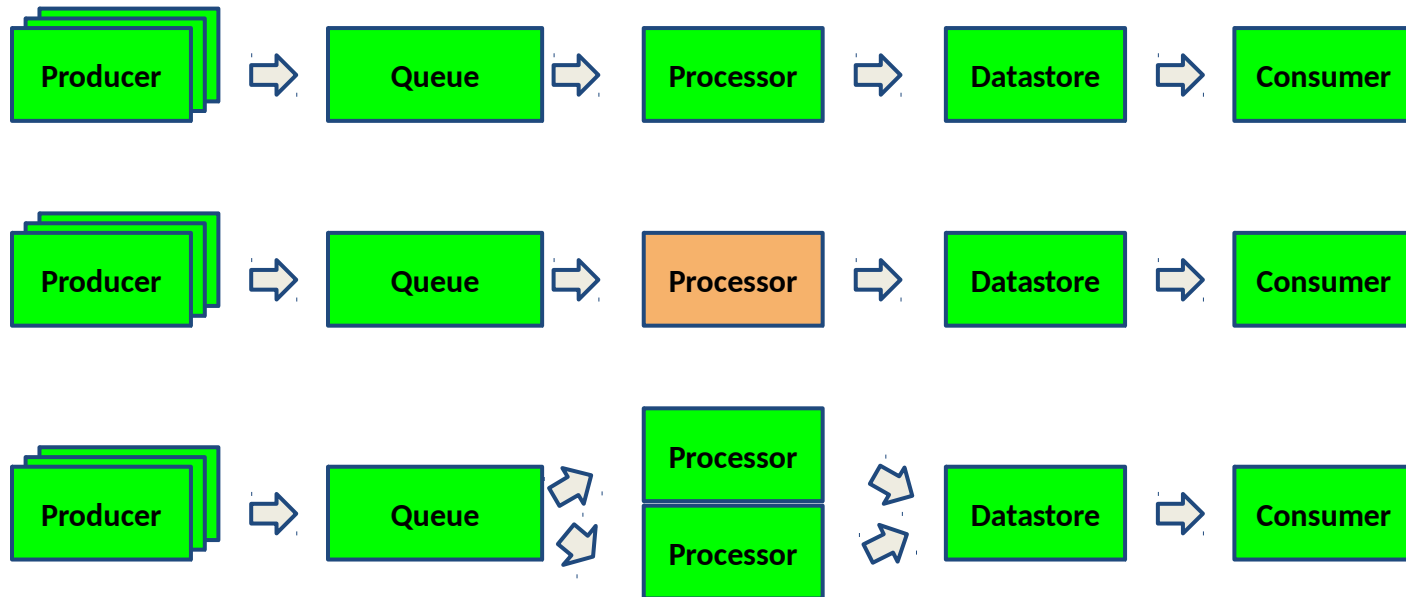 Producer
Queue
Processor
Datastore
Consumer
Producer
Queue
Processor
Datastore
Consumer
Processor
Producer
Queue
Datastore
Consumer
Processor